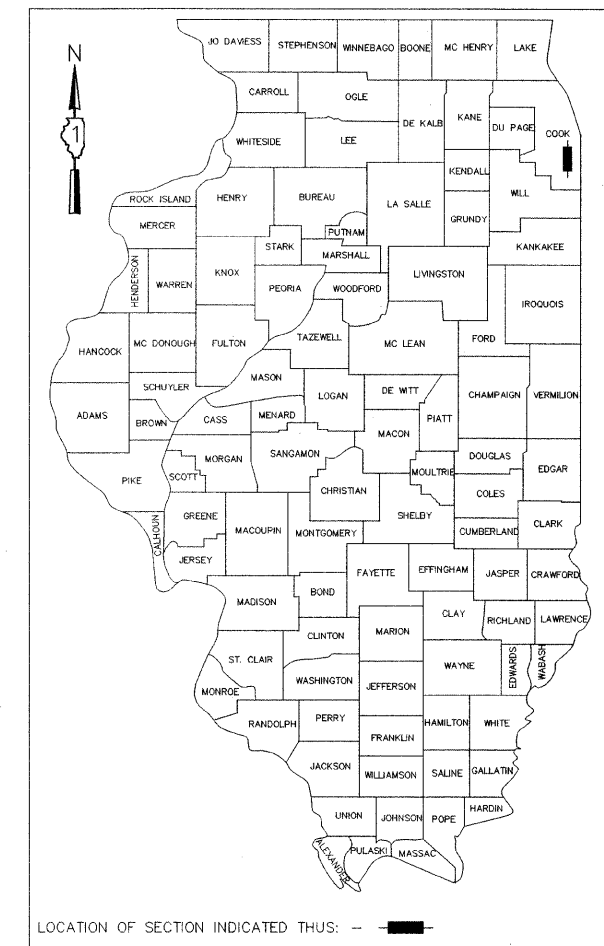 JO DAVIESS STEPHENSON WINNEBAGO BOONE MC HENRY LAKE
CARROLL OGLE DE KALB KANE DU PAGE COOK
1
WHITESIDE LEE
KENDALL WILL
ROCK ISLAND HENRY BUREAU LA SALLE GRUNDY
MERCER PUTNAM
STARK MARSHALL KANKAKEE
HENDERSON WARREN KNOX PEORIA WOODFORD LIVINGSTON IROQUOIS
HANCOCK MC DONOUGH FULTON TAZEWELL MC LEAN FORD
SCHUYLER MASON
ADAMS BROWN CASS MENARD LOGAN DE WITT PIATT CHAMPAIGN VERMILION
MACON
PIKE SCOTT MORGAN SANGAMON MOULTRIE DOUGLAS EDGAR
CHRISTIAN COLES
CALHOUN GREENE MACOUPIN MONTGOMERY SHELBY CUMBERLAND CLARK
JERSEY
FAYETTE EFFINGHAM JASPER CRAWFORD
MADISON BOND
CLAY RICHLAND LAWRENCE
CLINTON MARION
ST. CLAIR WAYNE EDWARDS WABASH
WASHINGTON JEFFERSON
MONROE
RANDOLPH PERRY HAMILTON WHITE
FRANKLIN
JACKSON WILLIAMSON SALINE GALLATIN
UNION JOHNSON POPE HARDIN
ALEXANDER PULASKI MASSAC
LOCATION OF SECTION INDICATED THUS: –